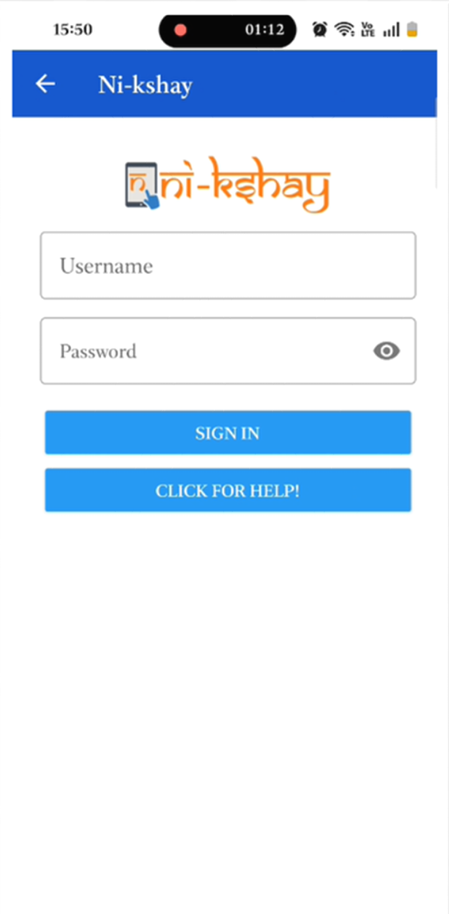 15:50 01:12 Vo LTE
Ni-kshay
न ni-kshay
Username
Password
SIGN IN
CLICK FOR HELP!